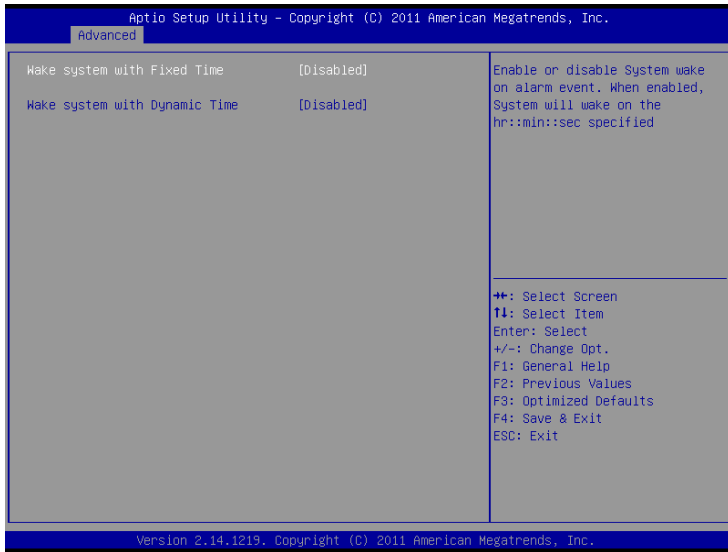 Aptio Setup Utility – Copyright (C) 2011 American Megatrends, Inc.
Advanced
Wake system with Fixed Time [Disabled]
Wake system with Dynamic Time [Disabled]
Enable or disable System wake
on alarm event. When enabled,
System will wake on the
hr::min::sec specified
→←: Select Screen
↑↓: Select Item
Enter: Select
+/-: Change Opt.
F1: General Help
F2: Previous Values
F3: Optimized Defaults
F4: Save & Exit
ESC: Exit
Version 2.14.1219. Copyright (C) 2011 American Megatrends, Inc.